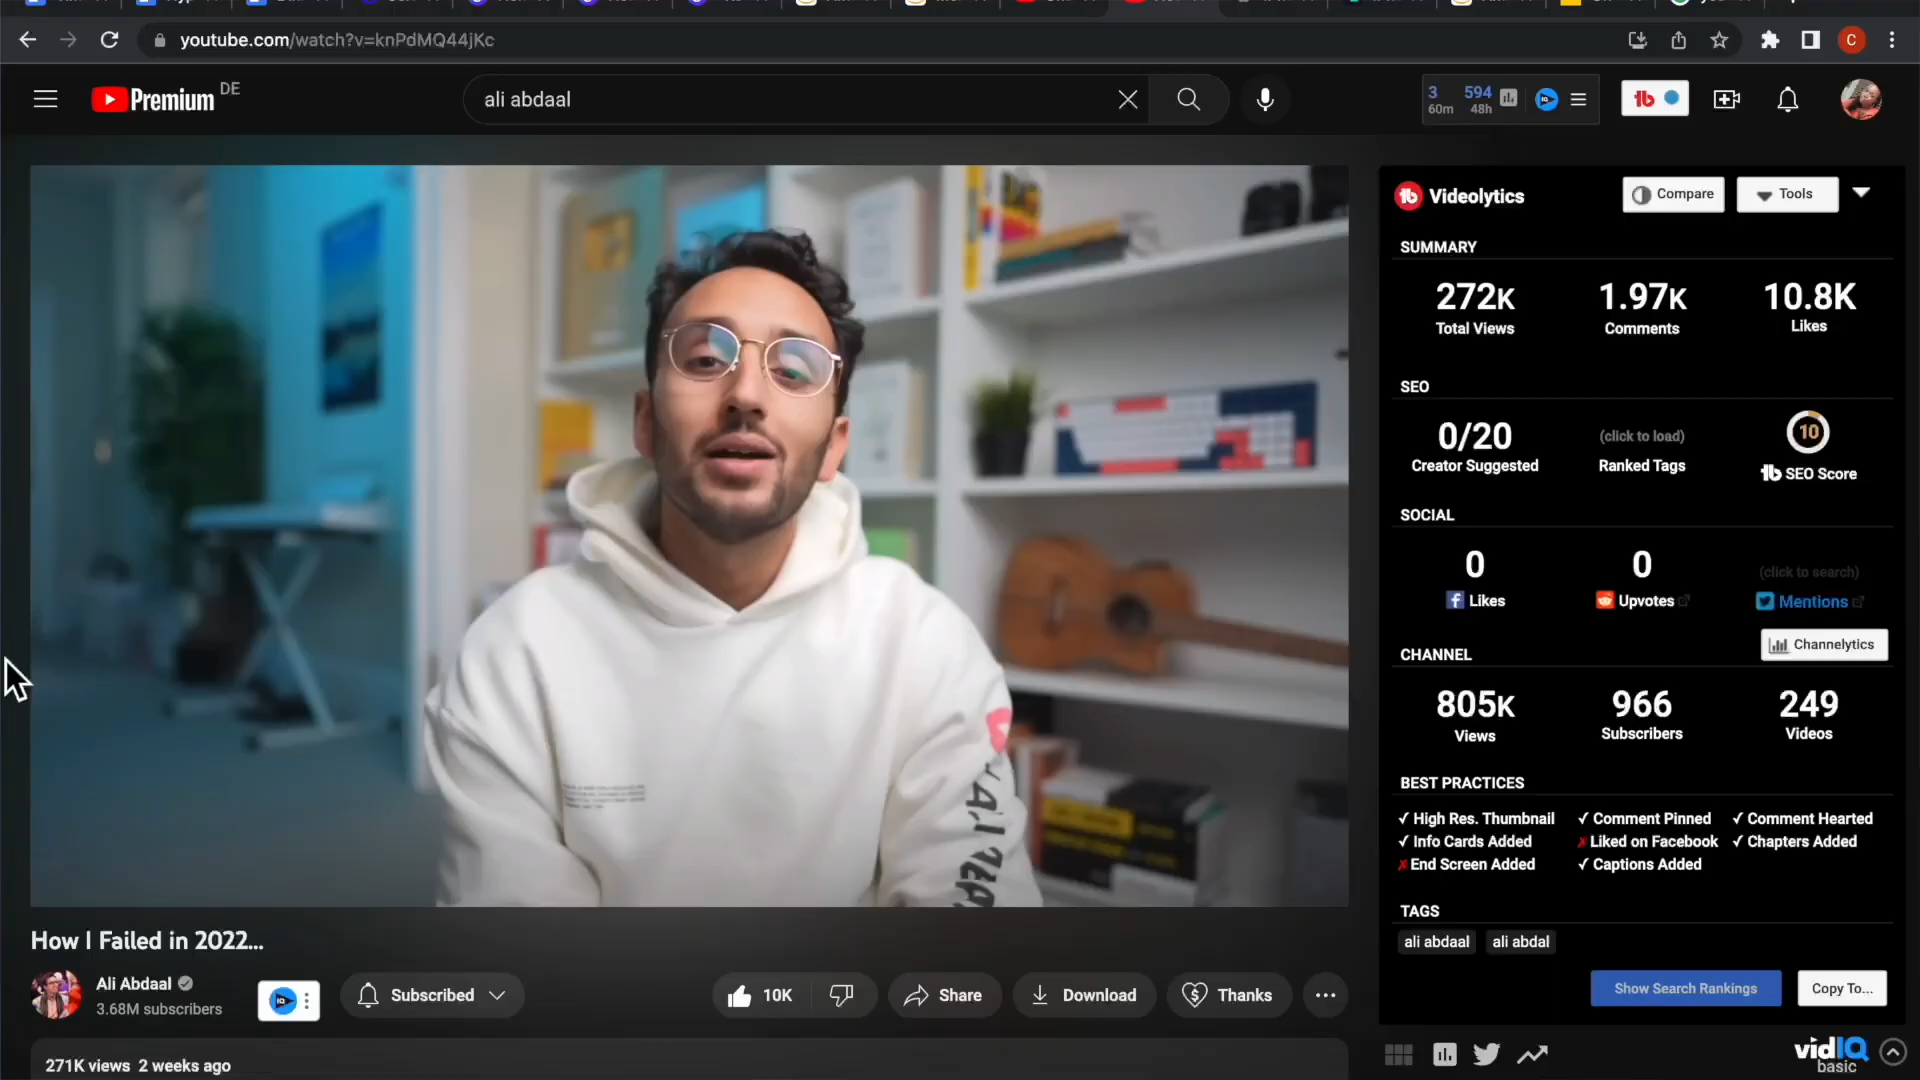 youtube.com/watch?v=knPdMQ44jKc
Premium DE
ali abdaal
3 594
60m 48h
Videolytics
Compare
Tools
SUMMARY
272K 1.97K 10.8K
Total Views Comments Likes
SEO
0/20 (click to load) 10
Creator Suggested Ranked Tags SEO Score
SOCIAL
0 0 (click to search)
Likes Upvotes Mentions
CHANNEL
Channelytics
805K 966 249
Views Subscribers Videos
BEST PRACTICES
✓ High Res. Thumbnail ✓ Comment Pinned ✓ Comment Hearted
✓ Info Cards Added ✗ Liked on Facebook ✓ Chapters Added
✗ End Screen Added ✓ Captions Added
TAGS
ali abdaal ali abdal
Show Search Rankings
Copy To...
vidIQ
basic
How I Failed in 2022...
Ali Abdaal
3.68M subscribers
Subscribed
10K
Share
Download
Thanks
271K views 2 weeks ago